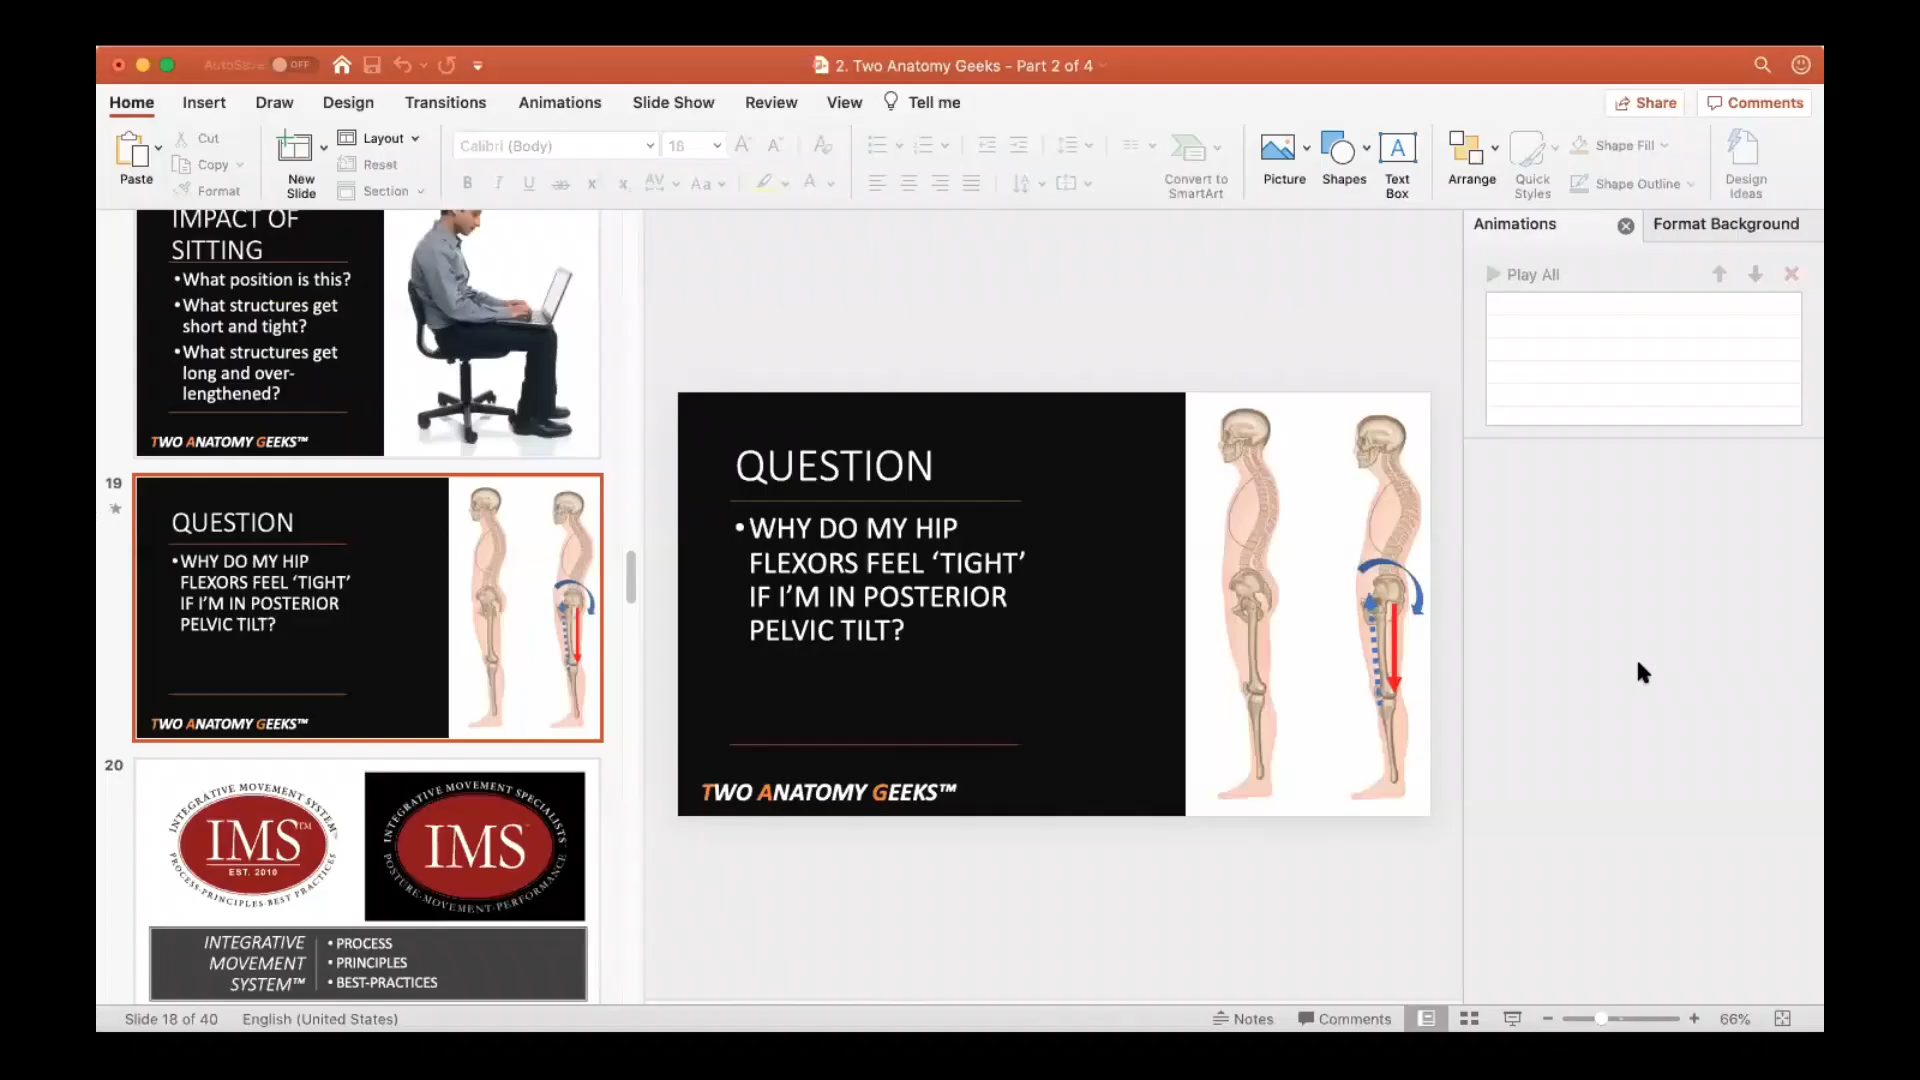 AutoSave OFF
2. Two Anatomy Geeks - Part 2 of 4
Home Insert Draw Design Transitions Animations Slide Show Review View Tell me
Share Comments
Paste
Cut
Copy
Format
New Slide
Layout
Reset
Section
Calibri (Body) 18
Convert to SmartArt
Picture
Shapes
Text Box
Arrange
Quick Styles
Shape Fill
Shape Outline
Design Ideas
IMPACT OF
SITTING
•What position is this?
•What structures get
short and tight?
•What structures get
long and over-
lengthened?
TWO ANATOMY GEEKS™
19
QUESTION
•WHY DO MY HIP
FLEXORS FEEL ‘TIGHT’
IF I’M IN POSTERIOR
PELVIC TILT?
TWO ANATOMY GEEKS™
20
INTEGRATIVE MOVEMENT SYSTEM™
IMS™
EST. 2010
PROCESS-PRINCIPLES-BEST PRACTICES
INTEGRATIVE MOVEMENT SPECIALISTS
IMS
POSTURE-MOVEMENT-PERFORMANCE
INTEGRATIVE
MOVEMENT
SYSTEM™
• PROCESS
• PRINCIPLES
• BEST-PRACTICES
QUESTION
•WHY DO MY HIP
FLEXORS FEEL ‘TIGHT’
IF I’M IN POSTERIOR
PELVIC TILT?
TWO ANATOMY GEEKS™
Animations Format Background
Play All
Slide 18 of 40 English (United States)
Notes Comments 66%